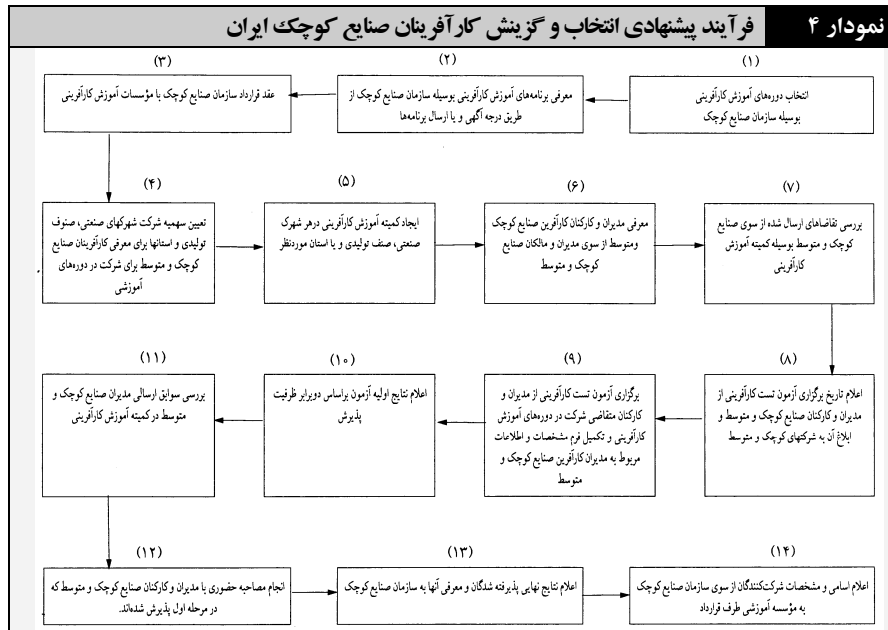 نمودار ۴ فرآیند پیشنهادی انتخاب و گزینش کارآفرینان صنایع کوچک ایران
(۱)
انتخاب دوره‌های آموزش کارآفرینی
بوسیله سازمان صنایع کوچک
(۲)
معرفی برنامه‌های آموزش کارآفرینی بوسیله سازمان صنایع کوچک از
طریق درجه آگهی و یا ارسال برنامه‌ها
(۳)
عقد قرارداد سازمان صنایع کوچک با مؤسسات آموزش کارآفرینی
(۴)
تعیین سهمیه شرکت شهرکهای صنعتی، صنوف
تولیدی و استانها برای معرفی کارآفرینان صنایع
کوچک و متوسط برای شرکت در دوره‌های
آموزشی
(۵)
ایجاد کمیته آموزش کارآفرینی درهر شهرک
صنعتی، صنف تولیدی و یا استان موردنظر
(۶)
معرفی مدیران و کارکنان کارآفرین صنایع کوچک
ومتوسط از سوی مدیران و مالکان صنایع
کوچک و متوسط
(۷)
بررسی تقاضاهای ارسال شده از سوی صنایع
کوچک و متوسط بوسیله کمیته آموزش
کارآفرینی
(۸)
اعلام تاریخ برگزاری آزمون تست کارآفرینی از
مدیران و کارکنان صنایع کوچک و متوسط و
ابلاغ آن به شرکتهای کوچک و متوسط
(۹)
برگزاری آزمون تست کارآفرینی از مدیران و
کارکنان متقاضی شرکت در دوره‌های آموزش
کارآفرینی و تکمیل فرم مشخصات و اطلاعات
مربوط به مدیران کارآفرین صنایع کوچک و
متوسط
(۱۰)
اعلام نتایج اولیه آزمون براساس دوبرابر ظرفیت
پذیرش
(۱۱)
بررسی سوابق ارسالی مدیران صنایع کوچک و
متوسط در کمیته آموزش کارآفرینی
(۱۲)
انجام مصاحبه حضوری با مدیران و کارکنان صنایع کوچک و متوسط که
در مرحله اول پذیرش شده‌اند.
(۱۳)
اعلام نتایج نهایی پذیرفته شدگان و معرفی آنها به سازمان صنایع کوچک
(۱۴)
اعلام اسامی و مشخصات شرکت‌کنندگان از سوی سازمان صنایع کوچک
به مؤسسه آموزشی طرف قرارداد